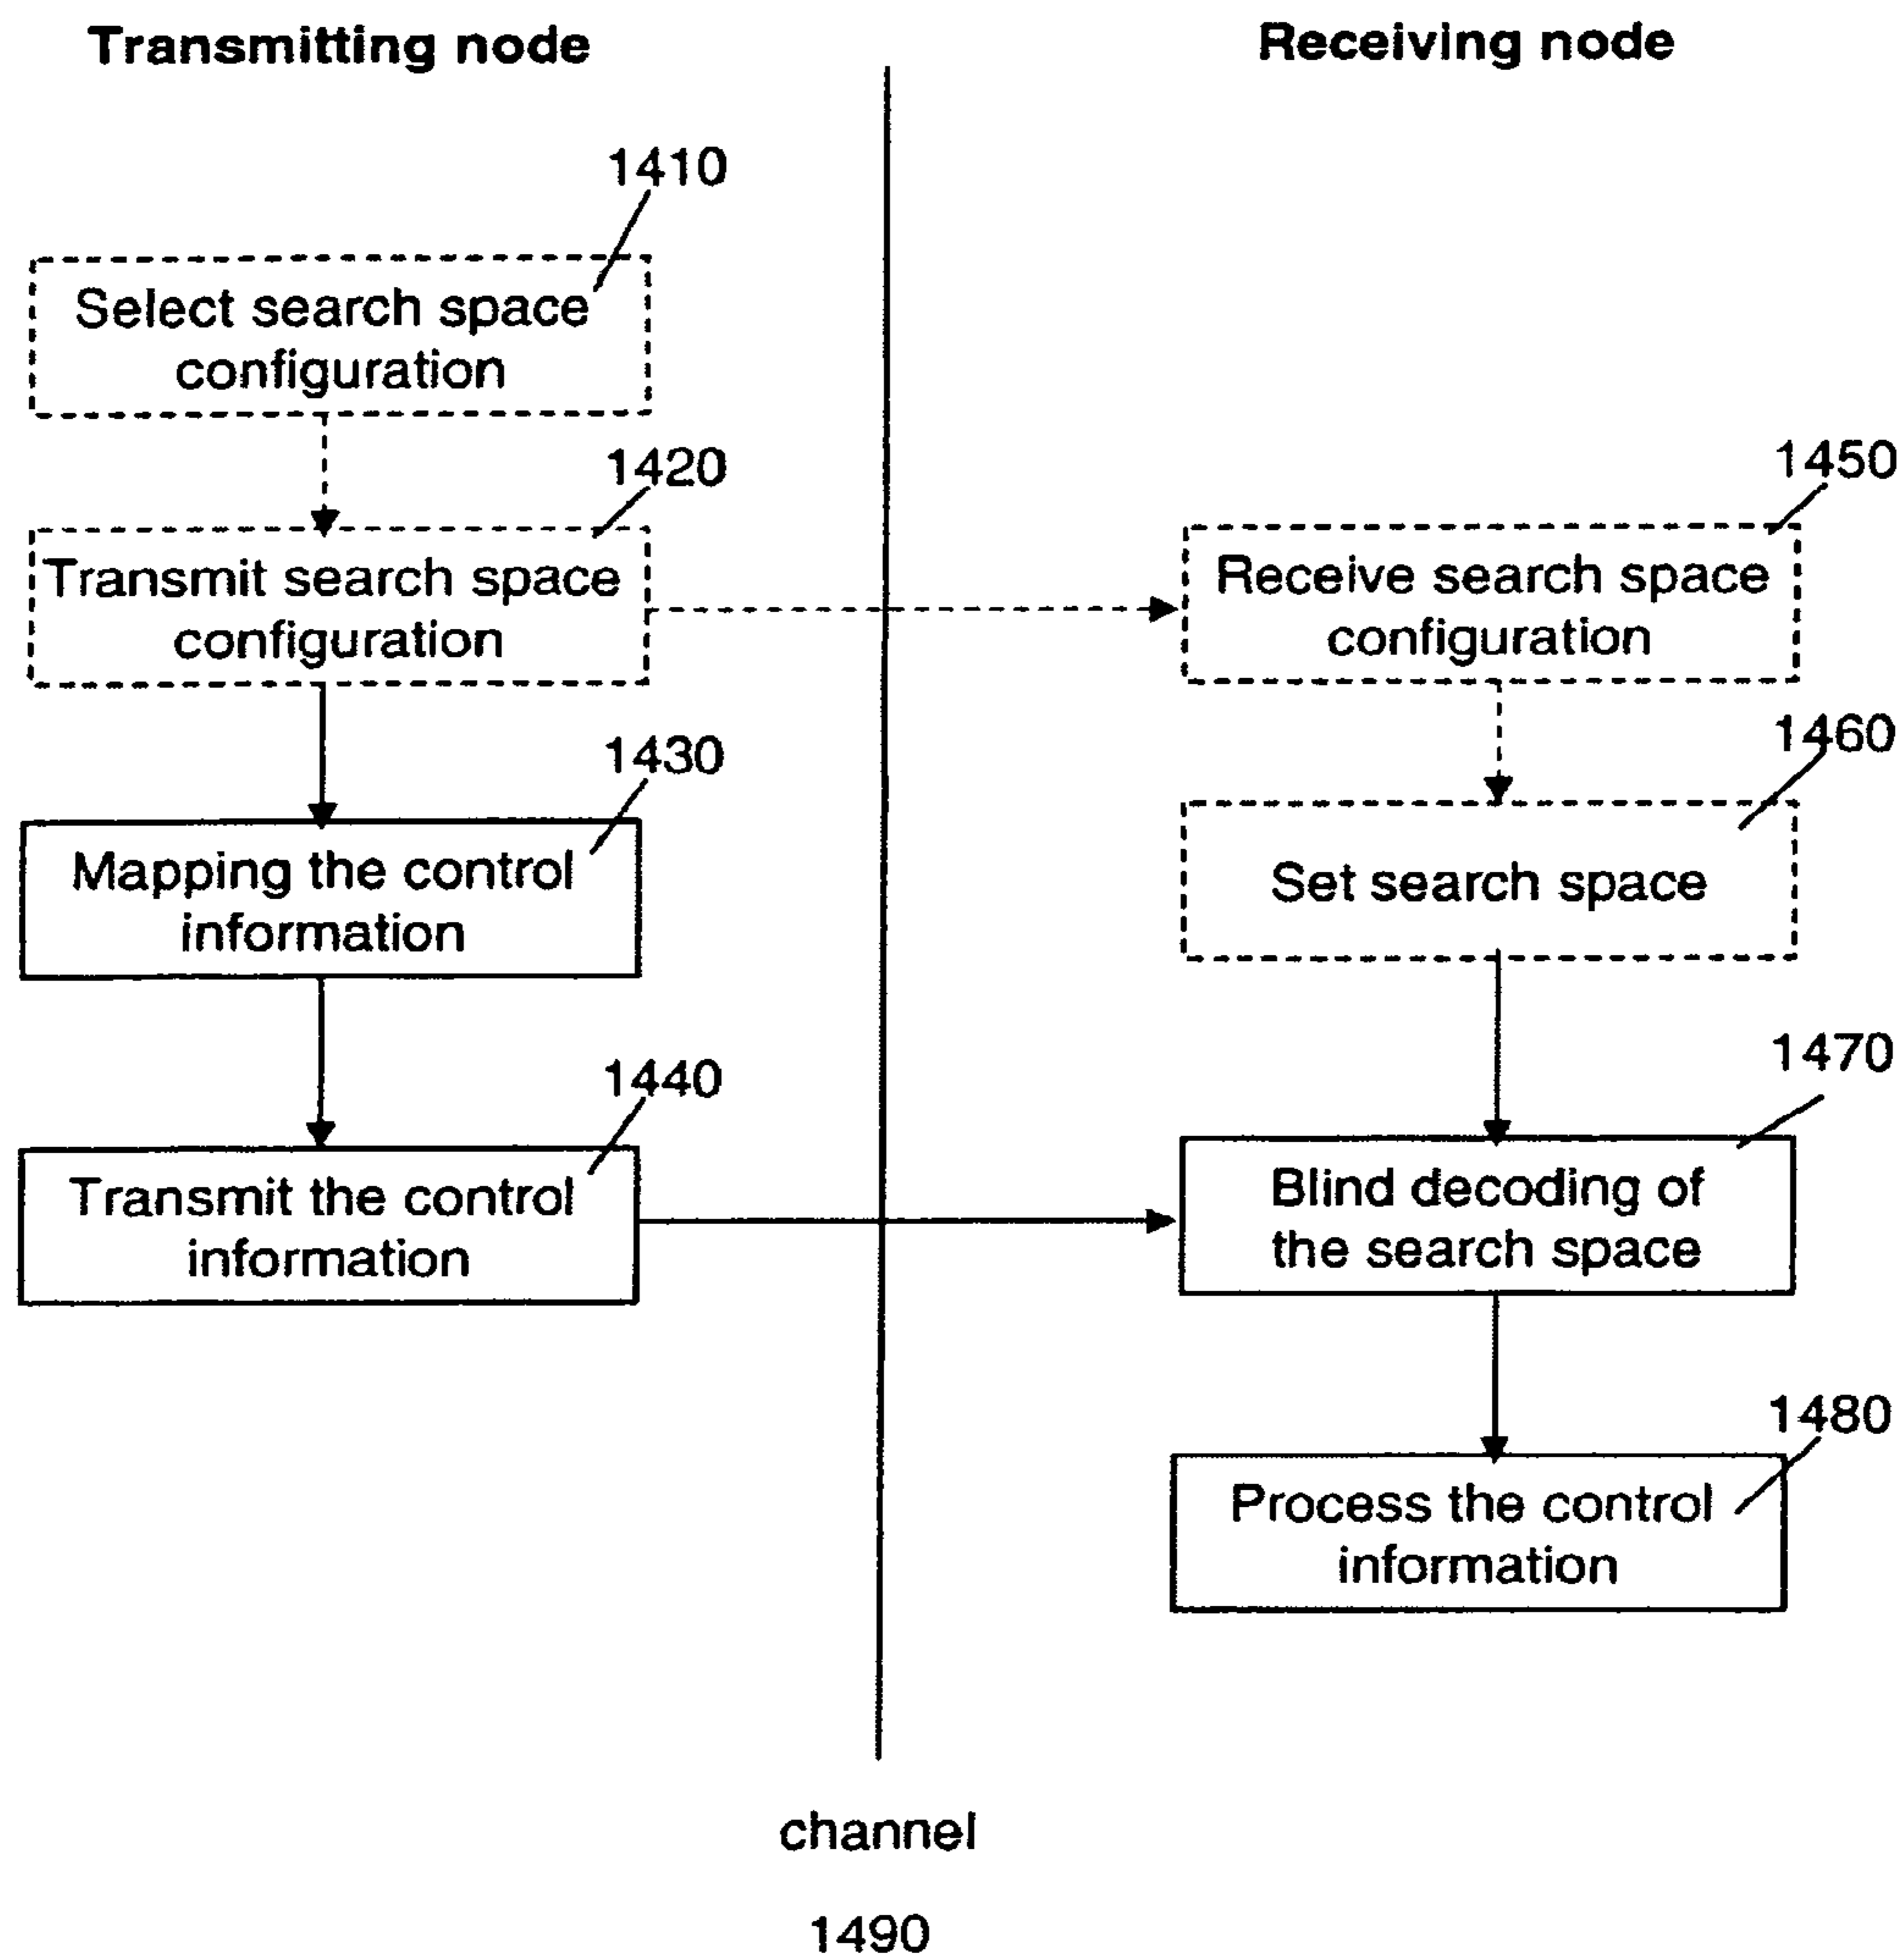 Transmitting node
Receiving node
1410
Select search space
configuration
1420
Transmit search space
configuration
1450
Receive search space
configuration
1430
Mapping the control
information
1460
Set search space
1440
Transmit the control
information
1470
Blind decoding of
the search space
1480
Process the control
information
channel
1490